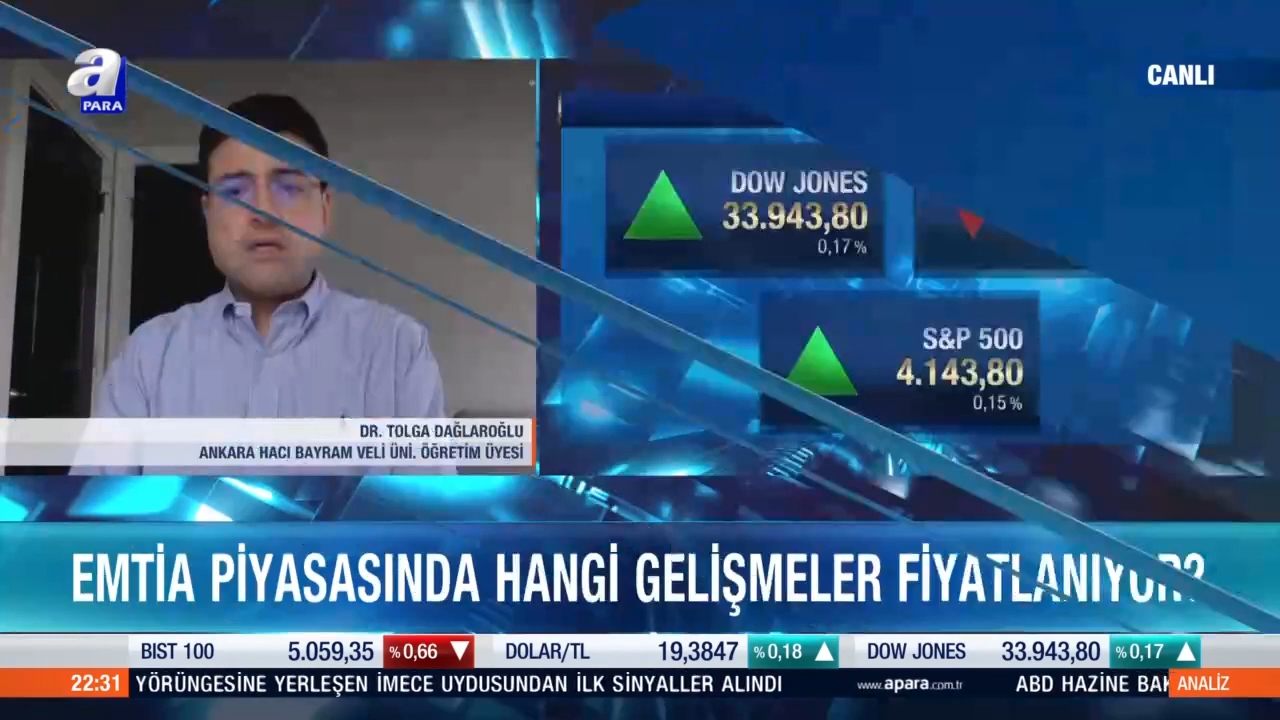 a
PARA
CANLI
DOW JONES
33.943,80
0,17 %
S&P 500
4.143,80
0,15 %
DR. TOLGA DAĞLAROĞLU
ANKARA HACI BAYRAM VELİ ÜNİ. ÖĞRETİM ÜYESİ
EMTİA PİYASASINDA HANGİ GELİŞMELER FİYATLANIYOR?
BIST 100 5.059,35 %0,66 DOLAR/TL 19,3847 %0,18 DOW JONES 33.943,80 %0,17
22:31 YÖRÜNGESİNE YERLEŞEN İMECE UYDUSUNDAN İLK SİNYALLER ALINDI www.apara.com.tr ABD HAZİNE BAK ANALİZ